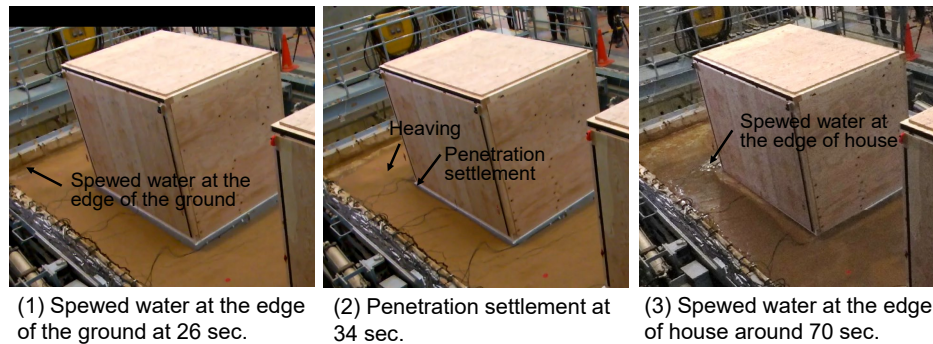 Spewed water at the
edge of the ground
Heaving
Penetration
settlement
Spewed water at
the edge of house
(1) Spewed water at the edge
of the ground at 26 sec.
(2) Penetration settlement at
34 sec.
(3) Spewed water at the edge
of house around 70 sec.